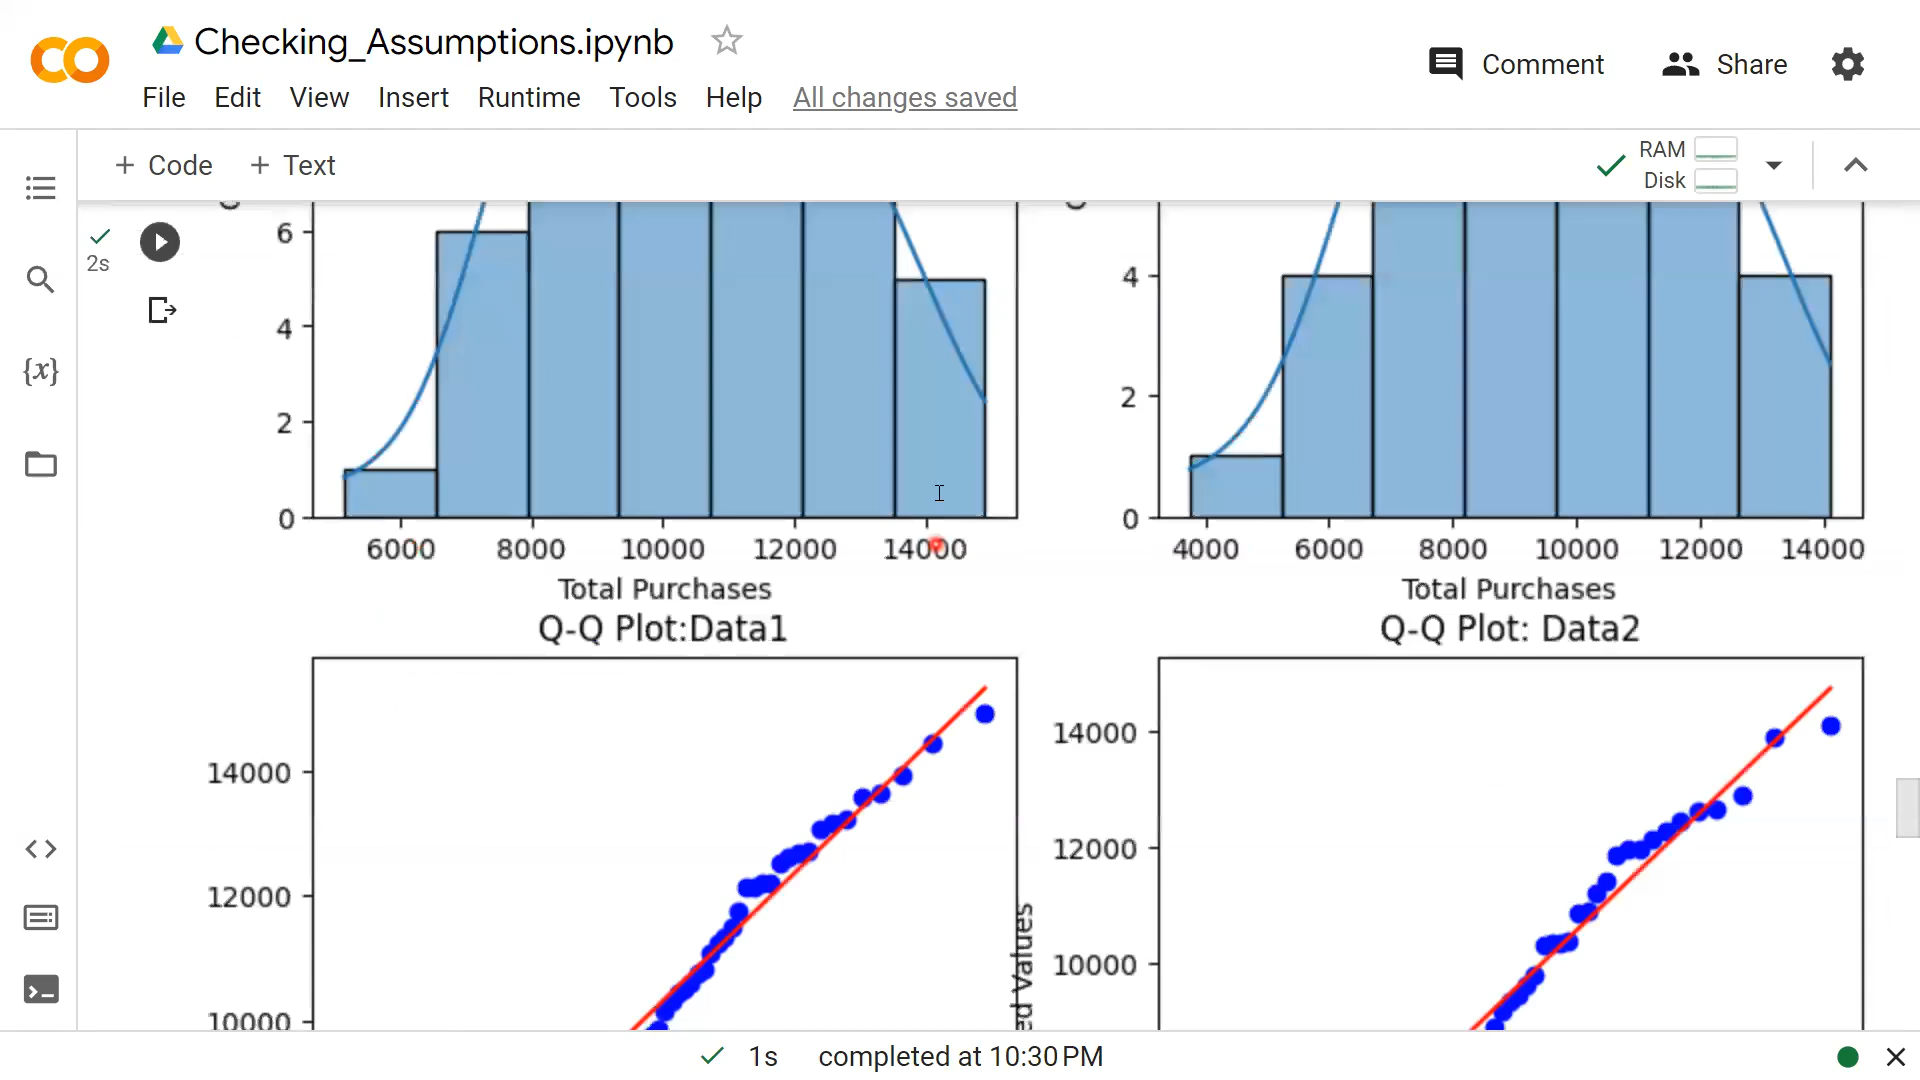 Checking_Assumptions.ipynb
File Edit View Insert Runtime Tools Help All changes saved
Comment Share
+ Code + Text
RAM
Disk
2s
{x}
6
4
2
0
6000 8000 10000 12000 14000
Total Purchases
4
2
0
4000 6000 8000 10000 12000 14000
Total Purchases
Q-Q Plot:Data1
14000
12000
10000
Q-Q Plot: Data2
14000
12000
10000
Values
1s completed at 10:30 PM